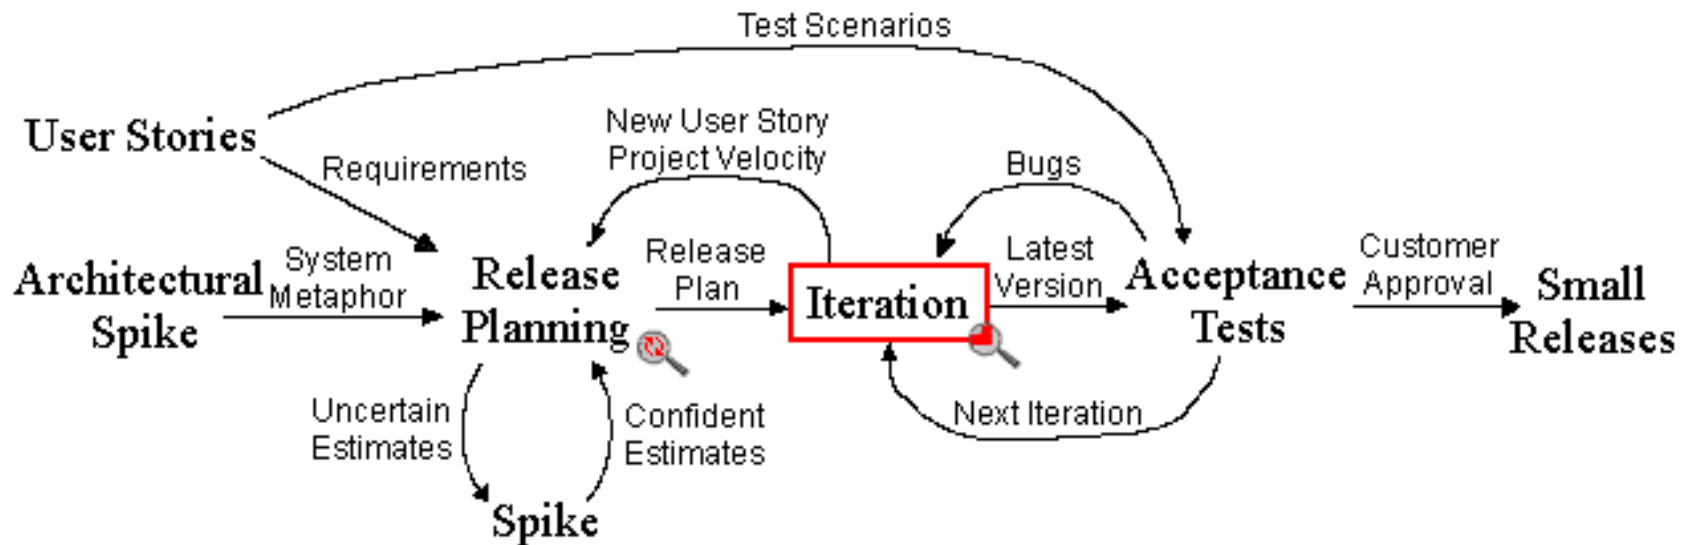 Test Scenarios
User Stories
Requirements
New User Story
Project Velocity
Bugs
Architectural
Spike
System
Metaphor
Release
Planning
Release
Plan
Iteration
Latest
Version
Acceptance
Tests
Customer
Approval
Small
Releases
Uncertain
Estimates
Confident
Estimates
Next Iteration
Spike